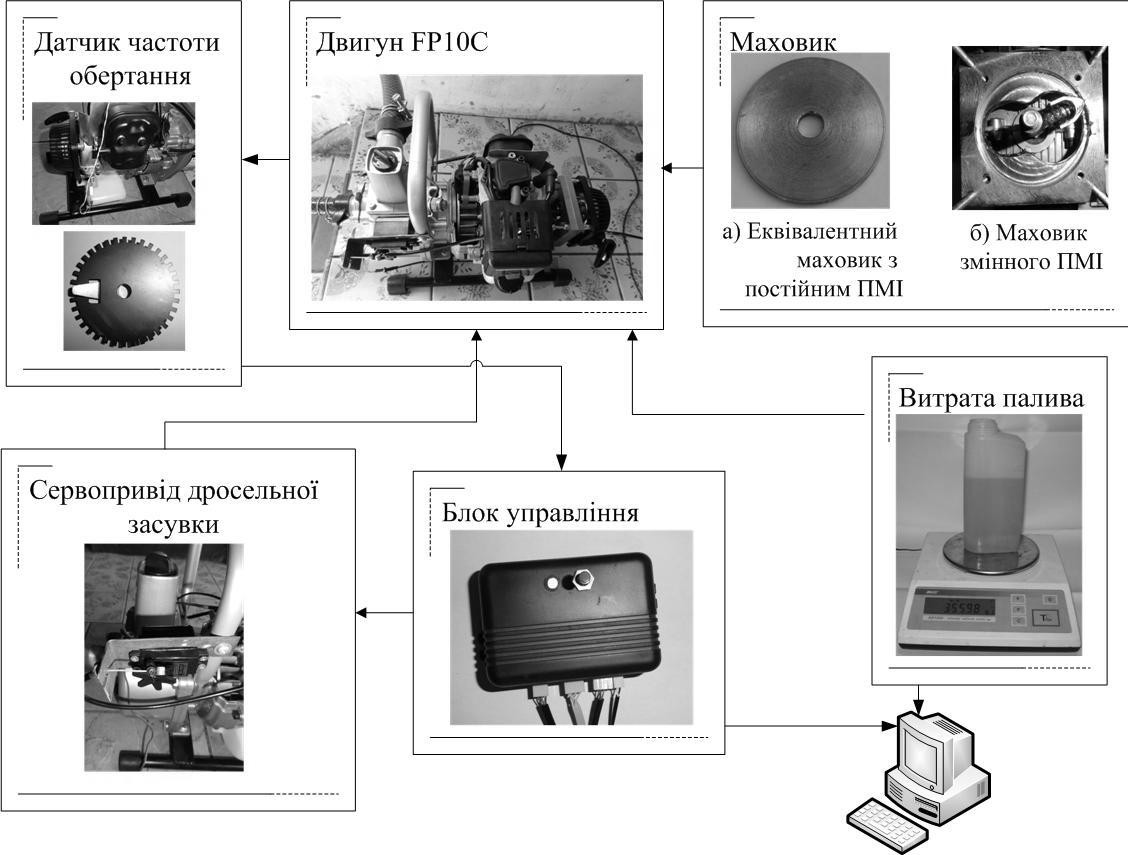 Датчик частоти
обертання
Двигун FP10C
Маховик
а) Еквівалентний
маховик з
постійним ПМІ
б) Маховик
змінного ПМІ
Витрата палива
Сервопривід дросельної
засувки
Блок управління